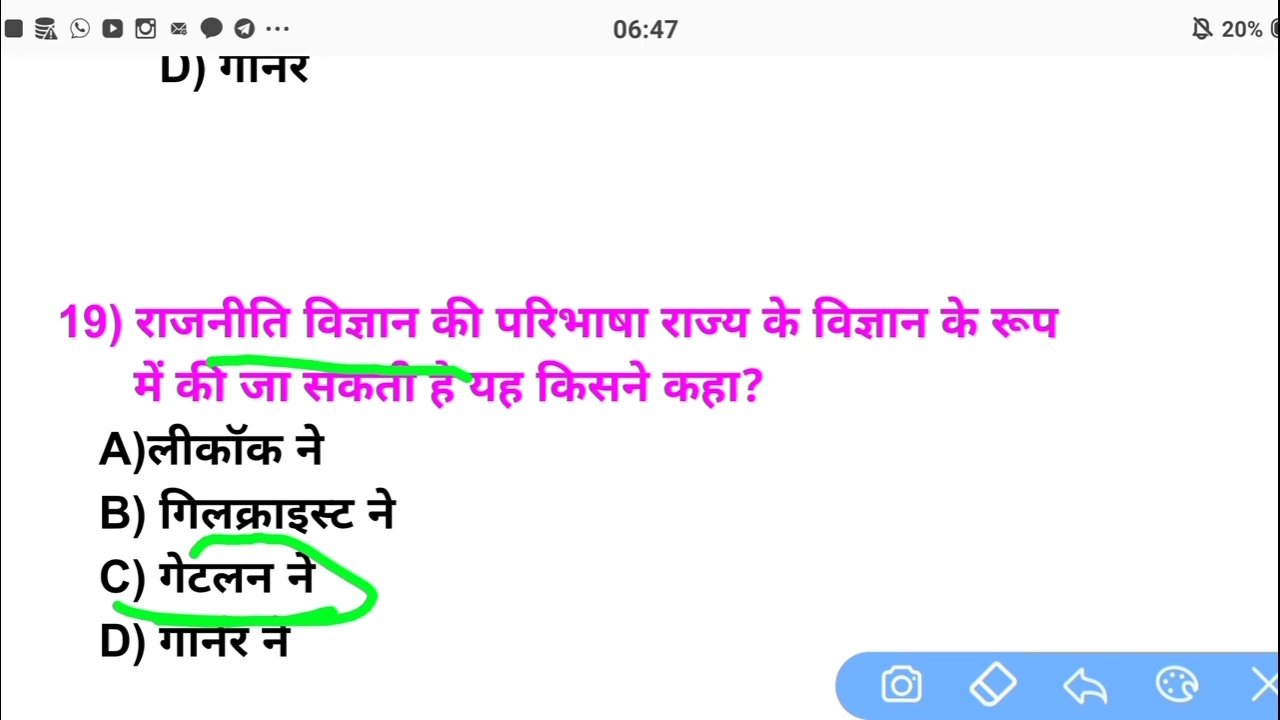 06:47
20%
D) गार्नर
19) राजनीति विज्ञान की परिभाषा राज्य के विज्ञान के रूप
में की जा सकती है यह किसने कहा?
A)लीकॉक ने
B) गिलक्राइस्ट ने
C) गेटलन ने
D) गार्नर ने